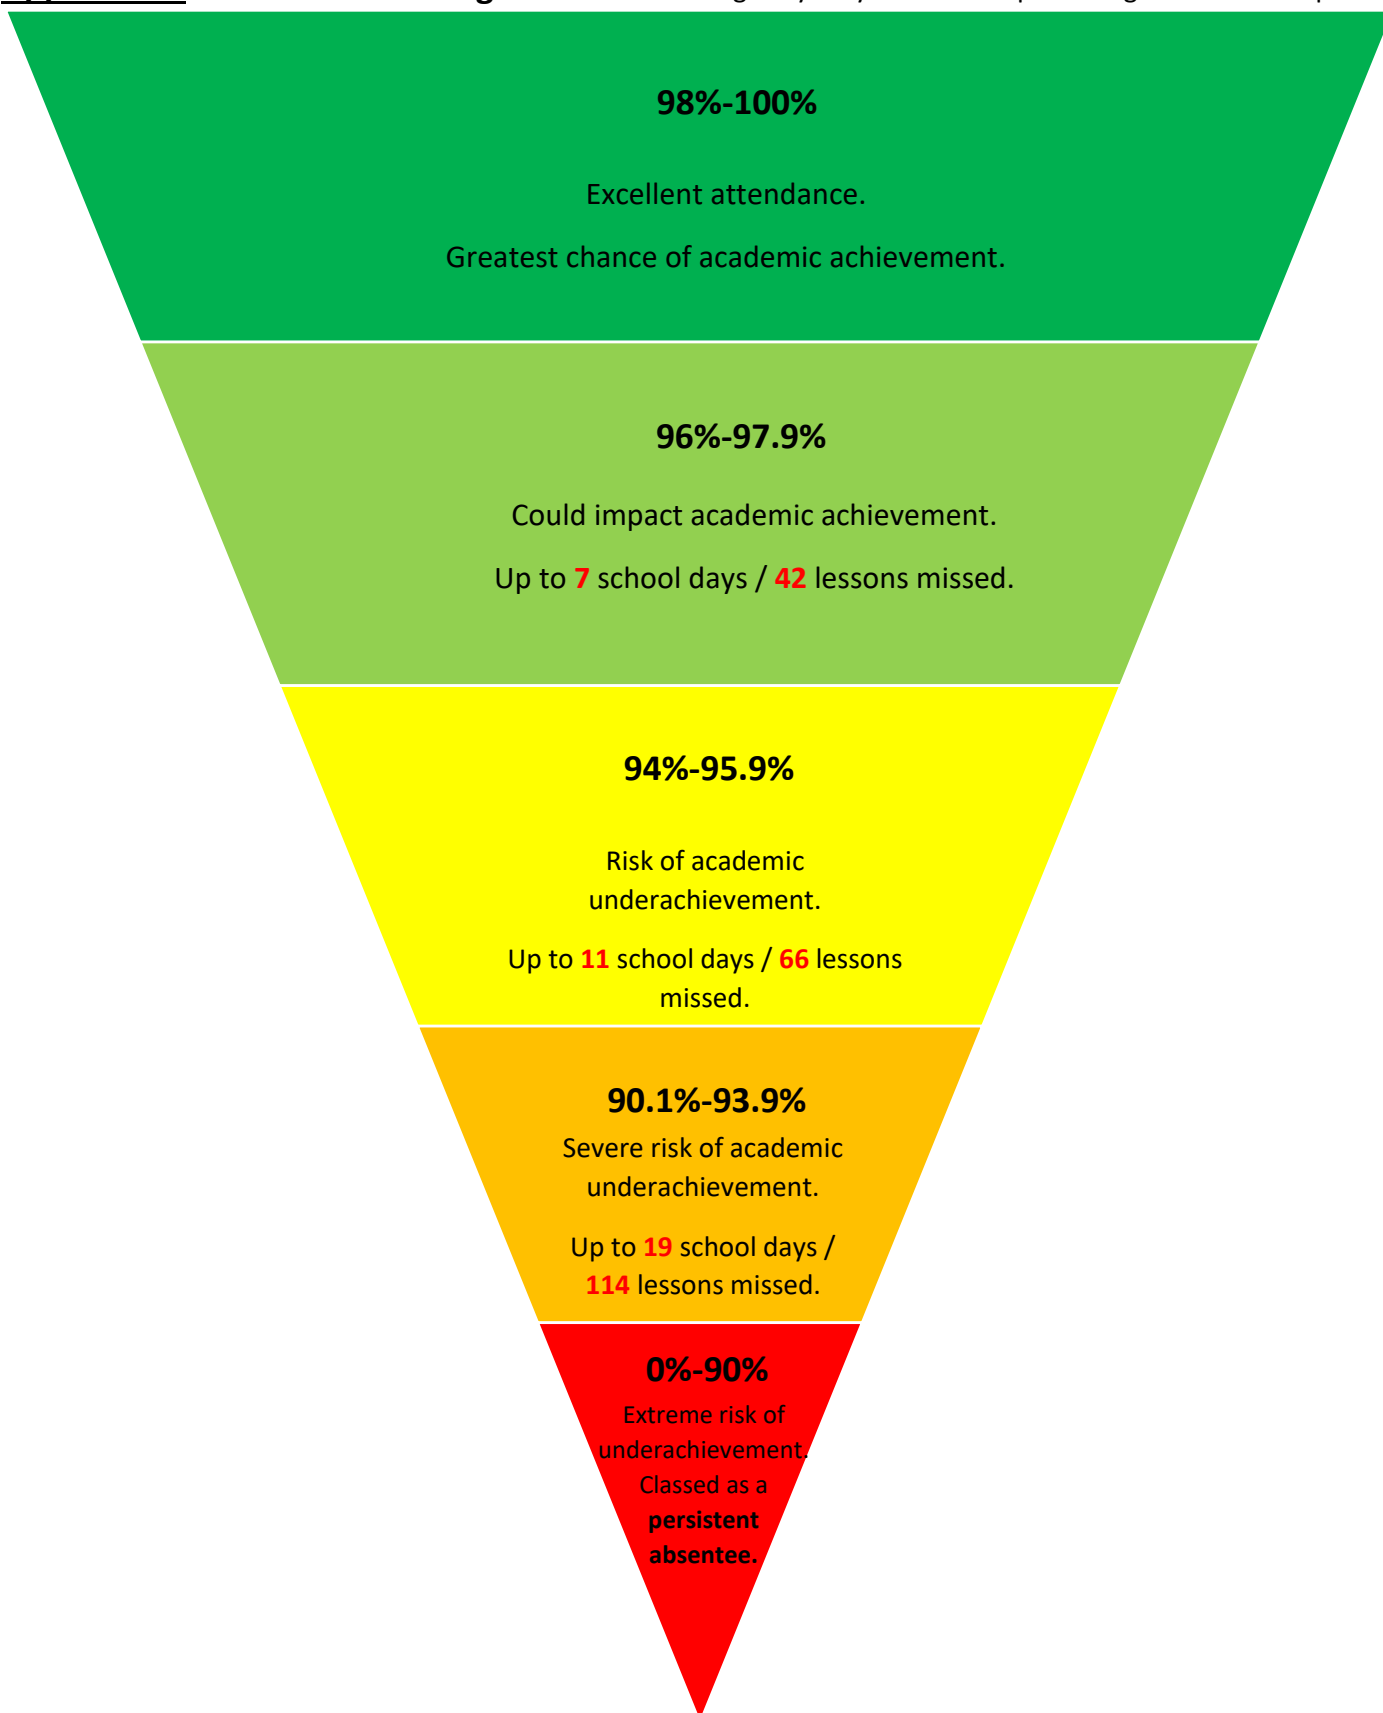 98%-100%
Excellent attendance.
Greatest chance of academic achievement.
96%-97.9%
Could impact academic achievement.
Up to 7 school days / 42 lessons missed.
94%-95.9%
Risk of academic
underachievement.
Up to 11 school days / 66 lessons
missed.
90.1%-93.9%
Severe risk of academic
underachievement.
Up to 19 school days /
114 lessons missed.
0%-90%
Extreme risk of
underachievement.
Classed as a
persistent
absentee.